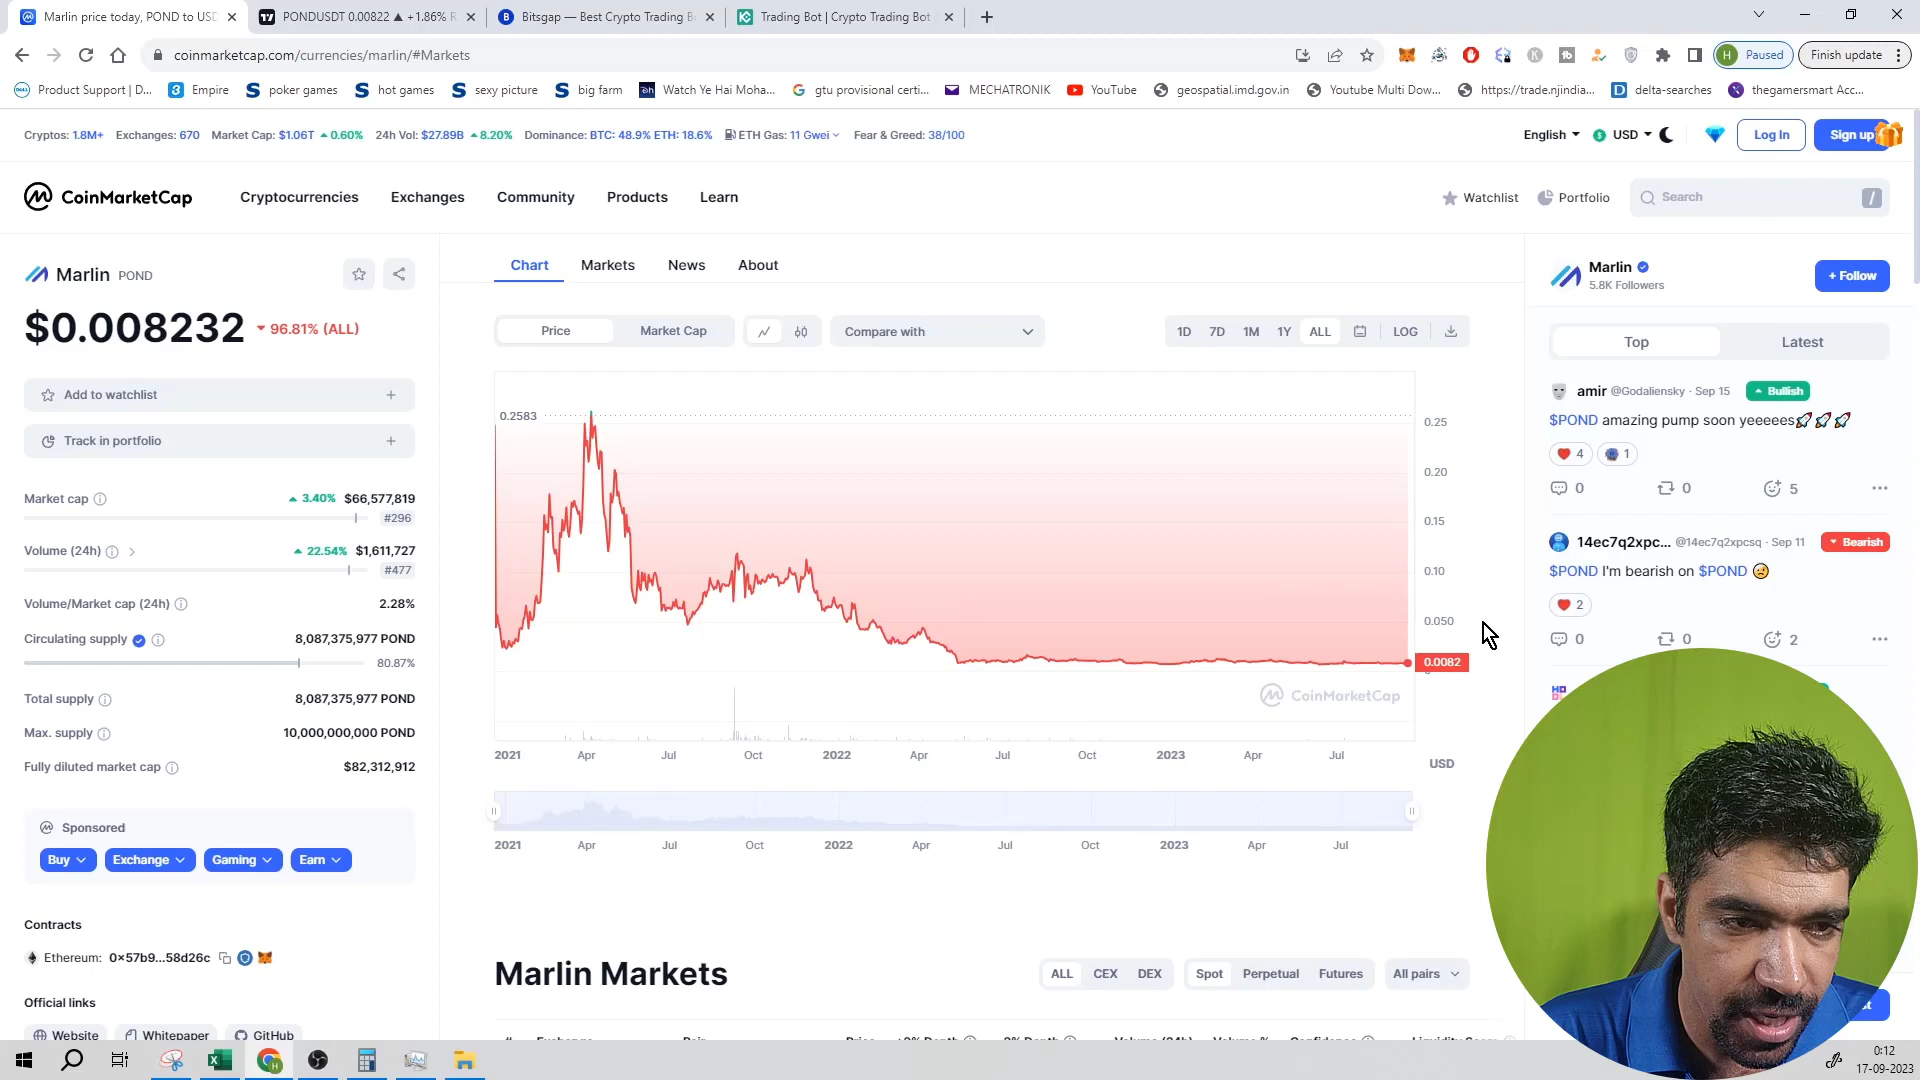 Marlin price today, POND to USD
PONDUSDT 0.00822 ▲ +1.86%
Bitsgap — Best Crypto Trading B
Trading Bot | Crypto Trading Bot
coinmarketcap.com/currencies/marlin/#Markets
Paused
Finish update
Product Support | D...
Empire
poker games
hot games
sexy picture
big farm
Watch Ye Hai Moha...
gtu provisional certi...
MECHATRONIK
YouTube
geospatial.imd.gov.in
Youtube Multi Dow...
https://trade.njindia...
delta-searches
thegamersmart Acc...
Cryptos: 1.8M+ Exchanges: 670 Market Cap: $1.06T 0.60% 24h Vol: $27.89B 8.20% Dominance: BTC: 48.9% ETH: 18.6% ETH Gas: 11 Gwei Fear & Greed: 38/100
English USD
Log In
Sign up
CoinMarketCap
Cryptocurrencies Exchanges Community Products Learn
Watchlist Portfolio
Search /
Marlin POND
$0.008232 96.81% (ALL)
Add to watchlist +
Track in portfolio +
Market cap 3.40% $66,577,819
#296
Volume (24h) 22.54% $1,611,727
#477
Volume/Market cap (24h) 2.28%
Circulating supply 8,087,375,977 POND
80.87%
Total supply 8,087,375,977 POND
Max. supply 10,000,000,000 POND
Fully diluted market cap $82,312,912
Sponsored
Buy Exchange Gaming Earn
Contracts
Ethereum: 0x57b9...58d26c
Official links
Website Whitepaper GitHub
Chart Markets News About
Price Market Cap
Compare with
1D 7D 1M 1Y ALL LOG
0.2583
0.25
0.20
0.15
0.10
0.050
0.0082
CoinMarketCap
2021 Apr Jul Oct 2022 Apr Jul Oct 2023 Apr Jul
USD
2021 Apr Jul Oct 2022 Apr Jul Oct 2023 Apr Jul
Marlin Markets
ALL CEX DEX
Spot Perpetual Futures
All pairs
Marlin
5.8K Followers
+ Follow
Top Latest
amir @Godaliensky · Sep 15 Bullish
$POND amazing pump soon yeeeees🚀🚀🚀
4 1
0 0 5 ...
14ec7q2xpc... @14ec7q2xpcsq · Sep 11 Bearish
$POND I'm bearish on $POND 😥
2
0 0 2 ...
0:12
17-09-2023